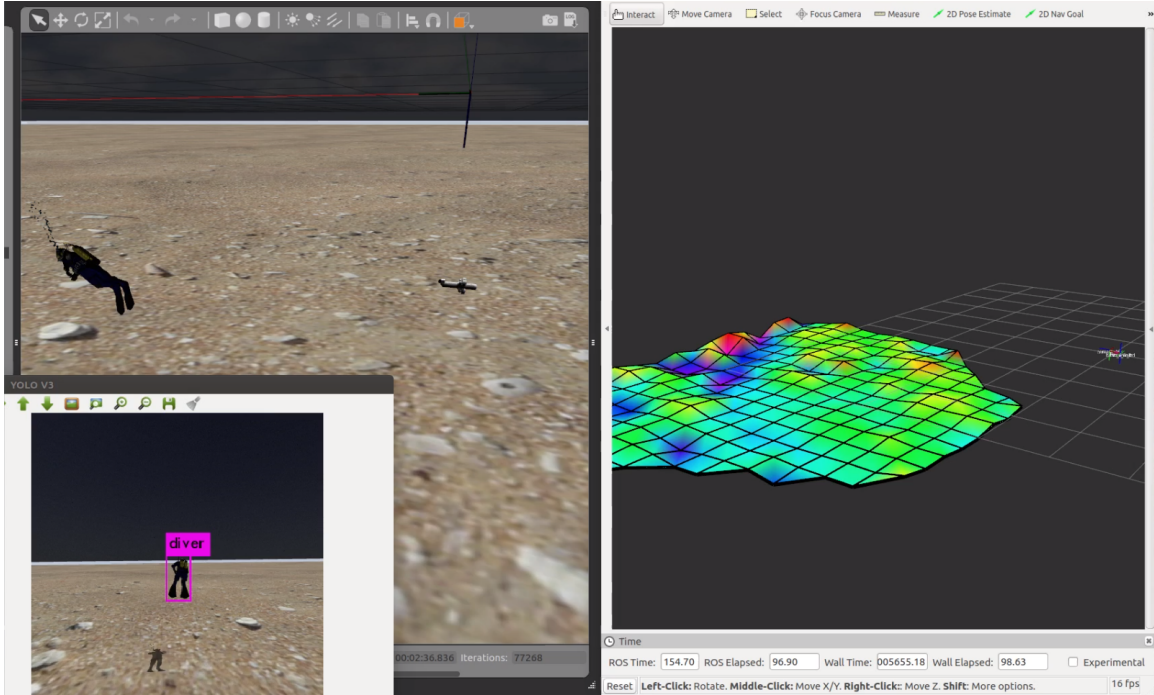 Interact Move Camera Select Focus Camera Measure 2D Pose Estimate 2D Nav Goal »
YOLO V3
diver
00:02:36.836 Iterations: 77268
Time
ROS Time: 154.70 ROS Elapsed: 96.90 Wall Time: 005655.18 Wall Elapsed: 98.63 Experimental
Reset Left-Click: Rotate. Middle-Click: Move X/Y. Right-Click:: Move Z. Shift: More options. 16 fps